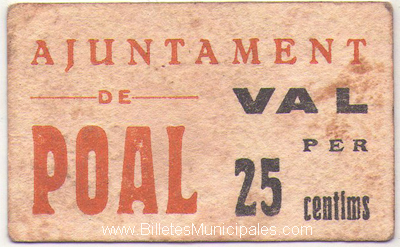 AJUNTAMENT
DE
POAL
VAL
PER
25 centims
www.BilletesMunicipales.com